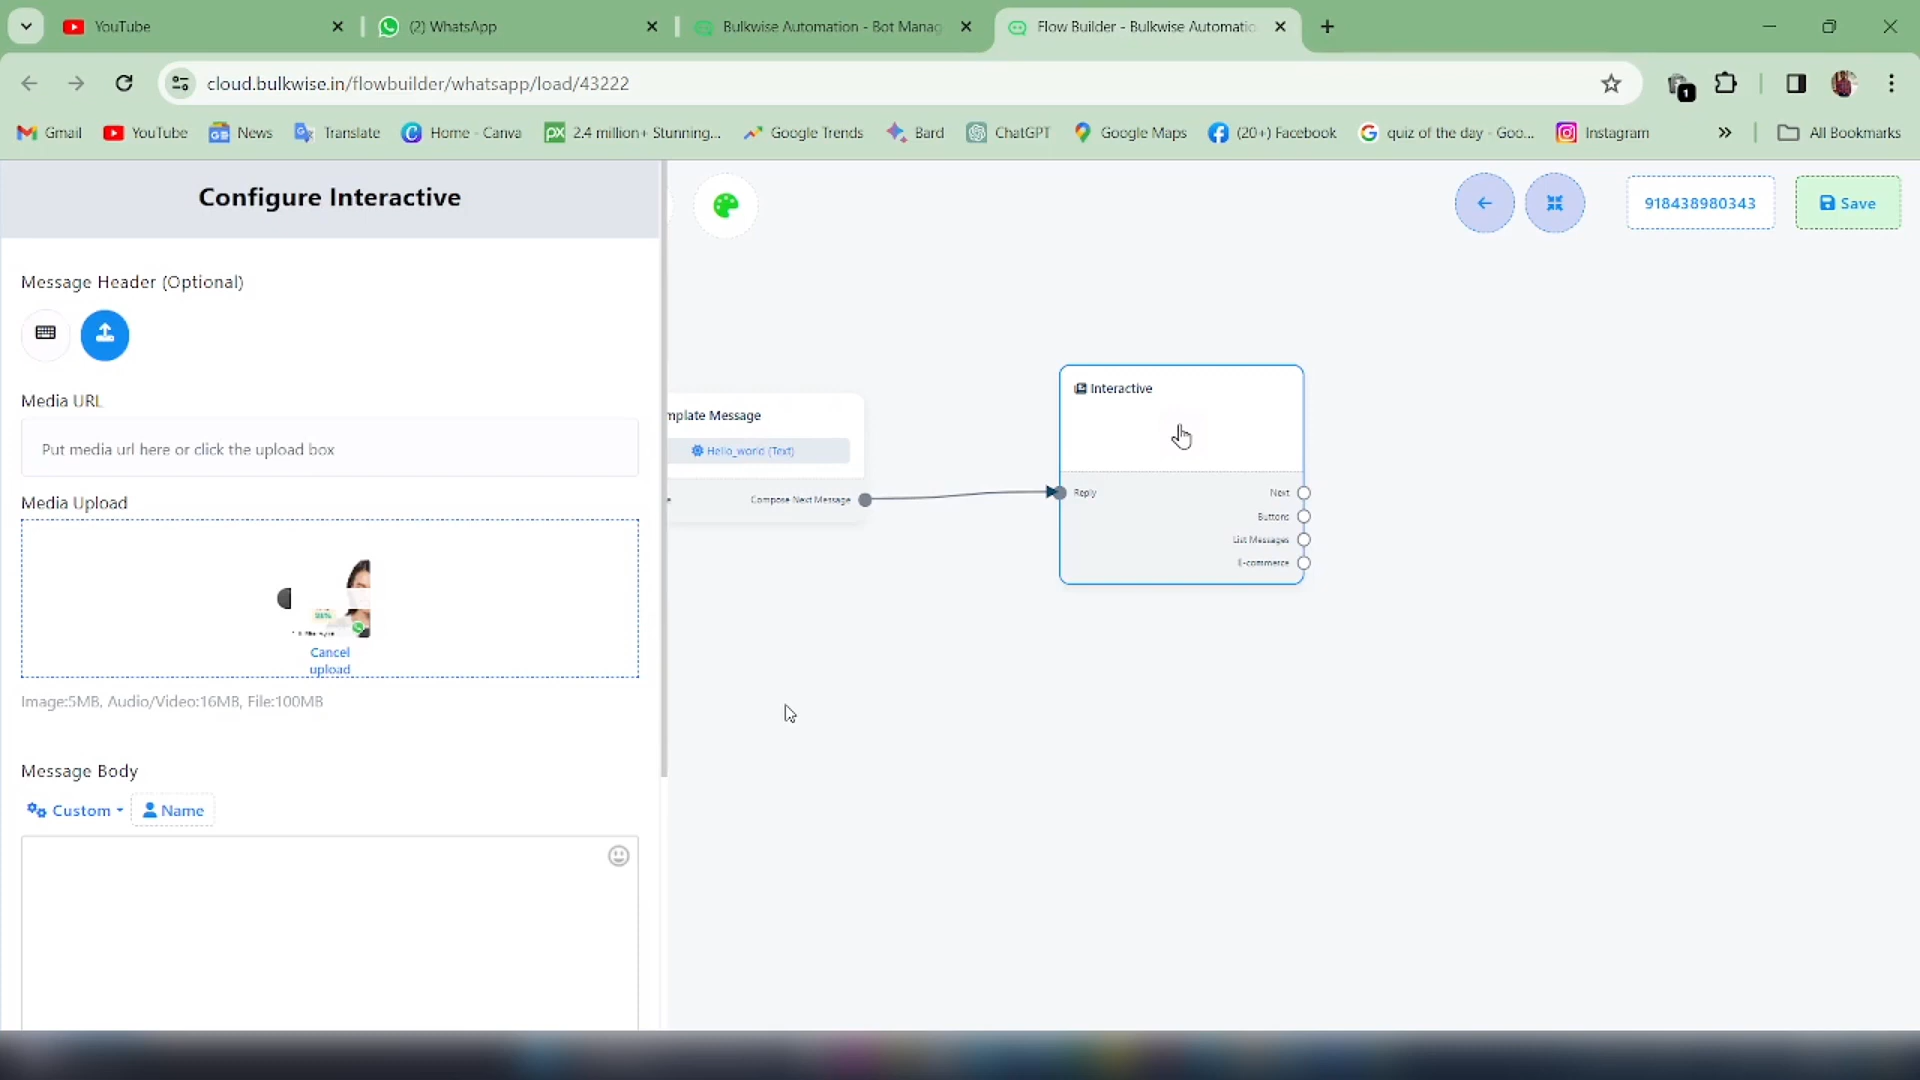 YouTube
(2) WhatsApp
Bulkwise Automation - Bot Manag
Flow Builder - Bulkwise Automatio
cloud.bulkwise.in/flowbuilder/whatsapp/load/43222
1
Gmail
YouTube
News
Translate
Home - Canva
2.4 million+ Stunning...
Google Trends
Bard
ChatGPT
Google Maps
(20+) Facebook
quiz of the day - Goo...
Instagram
All Bookmarks
Configure Interactive
918438980343
Save
Message Header (Optional)
Media URL
Put media url here or click the upload box
Media Upload
Cancel
upload
Image:5MB, Audio/Video:16MB, File:100MB
Message Body
Custom
Name
mplate Message
Hello_world (Text)
Compose Next Message
Interactive
Reply
Next
Buttons
List Messages
E-commerce